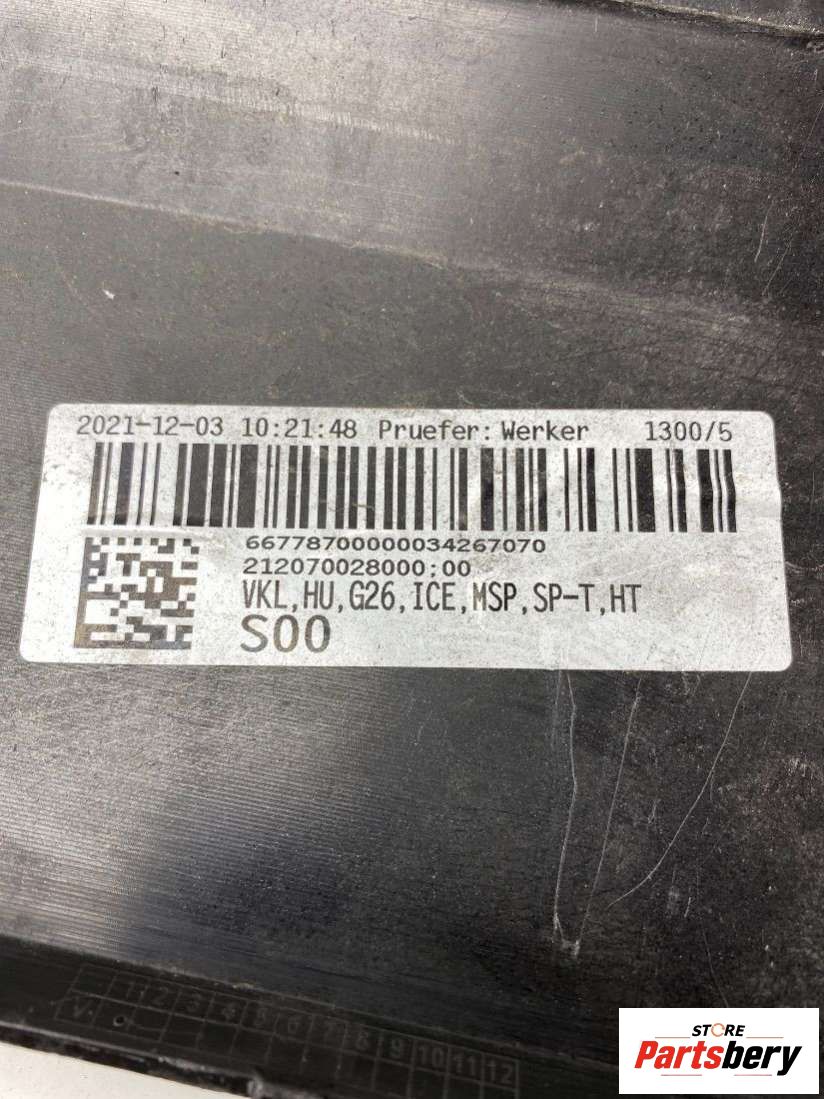 2021-12-03 10:21:48 Pruefer: Werker 1300/5
66778700000034267070
212070028000;00
VKL,HU,G26,ICE,MSP,SP-T,HT
S00
1 2 3 4 5 6 7 8 9 10 11 12
V.
STORE
Partsbery